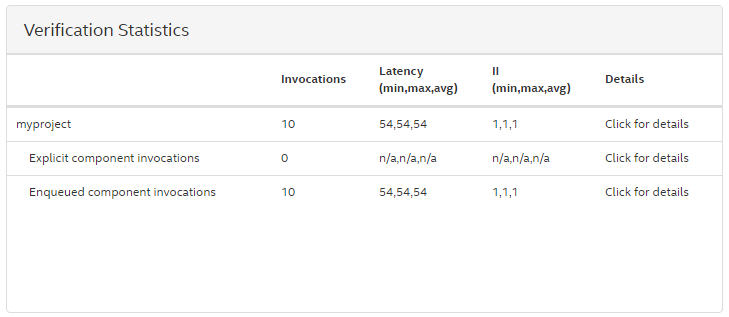 Verification Statistics
Invocations Latency (min,max,avg) II (min,max,avg) Details
myproject 10 54,54,54 1,1,1 Click for details
Explicit component invocations 0 n/a,n/a,n/a n/a,n/a,n/a Click for details
Enqueued component invocations 10 54,54,54 1,1,1 Click for details